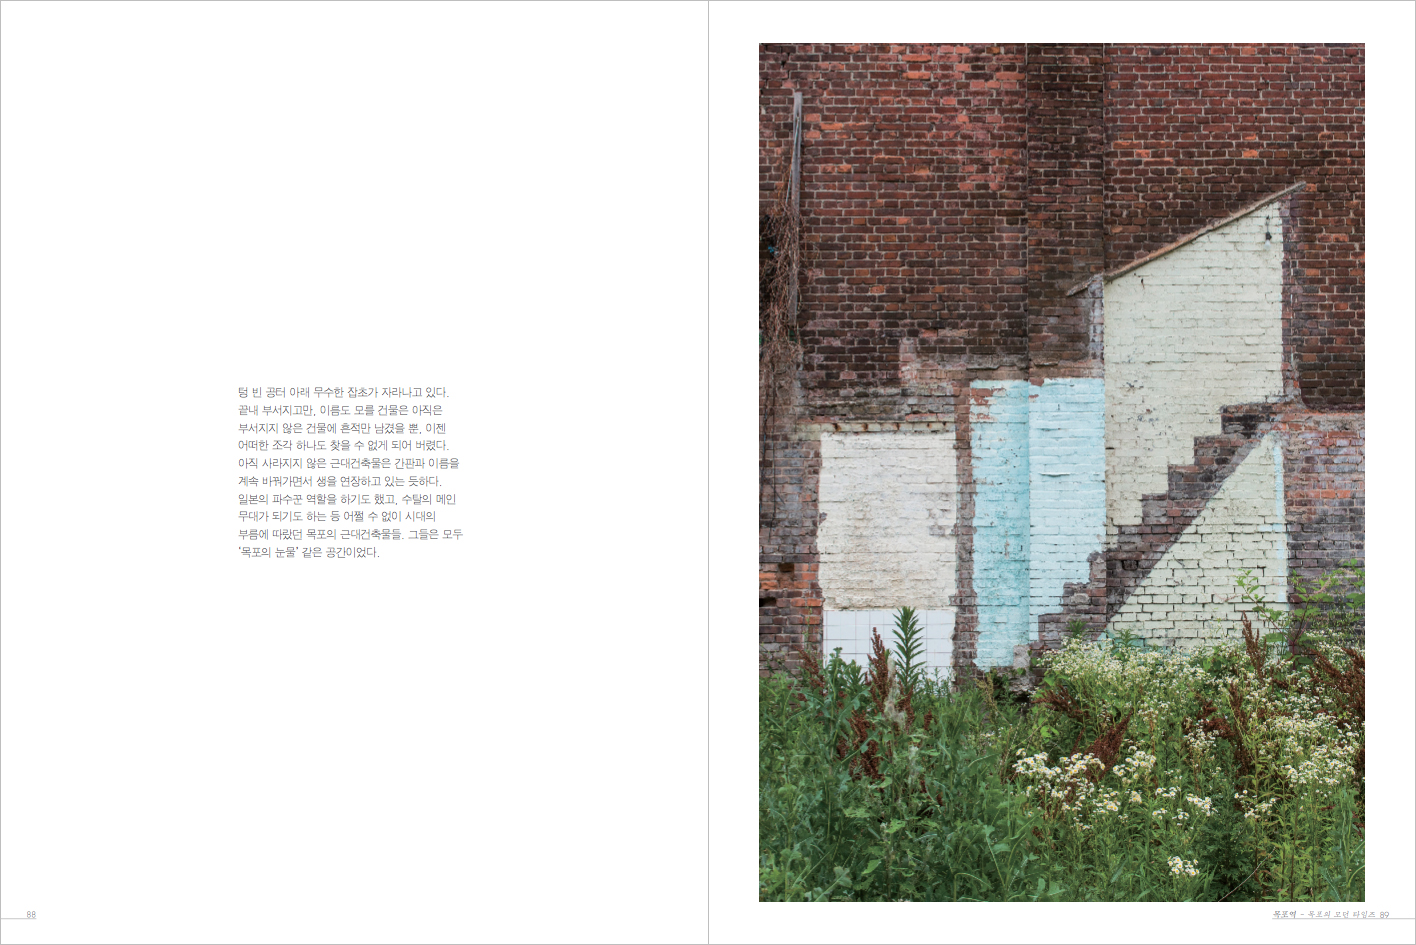 텅 빈 공터 아래 무수한 잡초가 자라나고 있다.
끝내 부서지고만, 이름도 모를 건물은 아직은
부서지지 않은 건물에 흔적만 남겼을 뿐, 이젠
어떠한 조각 하나도 찾을 수 없게 되어 버렸다.
아직 사라지지 않은 근대건축물은 간판과 이름을
계속 바꿔가면서 생을 연장하고 있는 듯하다.
일본의 파수꾼 역할을 하기도 했고, 수탈의 메인
무대가 되기도 하는 등 어쩔 수 없이 시대의
부름에 따랐던 목포의 근대건축물들. 그들은 모두
‘목포의 눈물’ 같은 공간이었다.
88
목포역 - 목포의 모던 타임즈 89